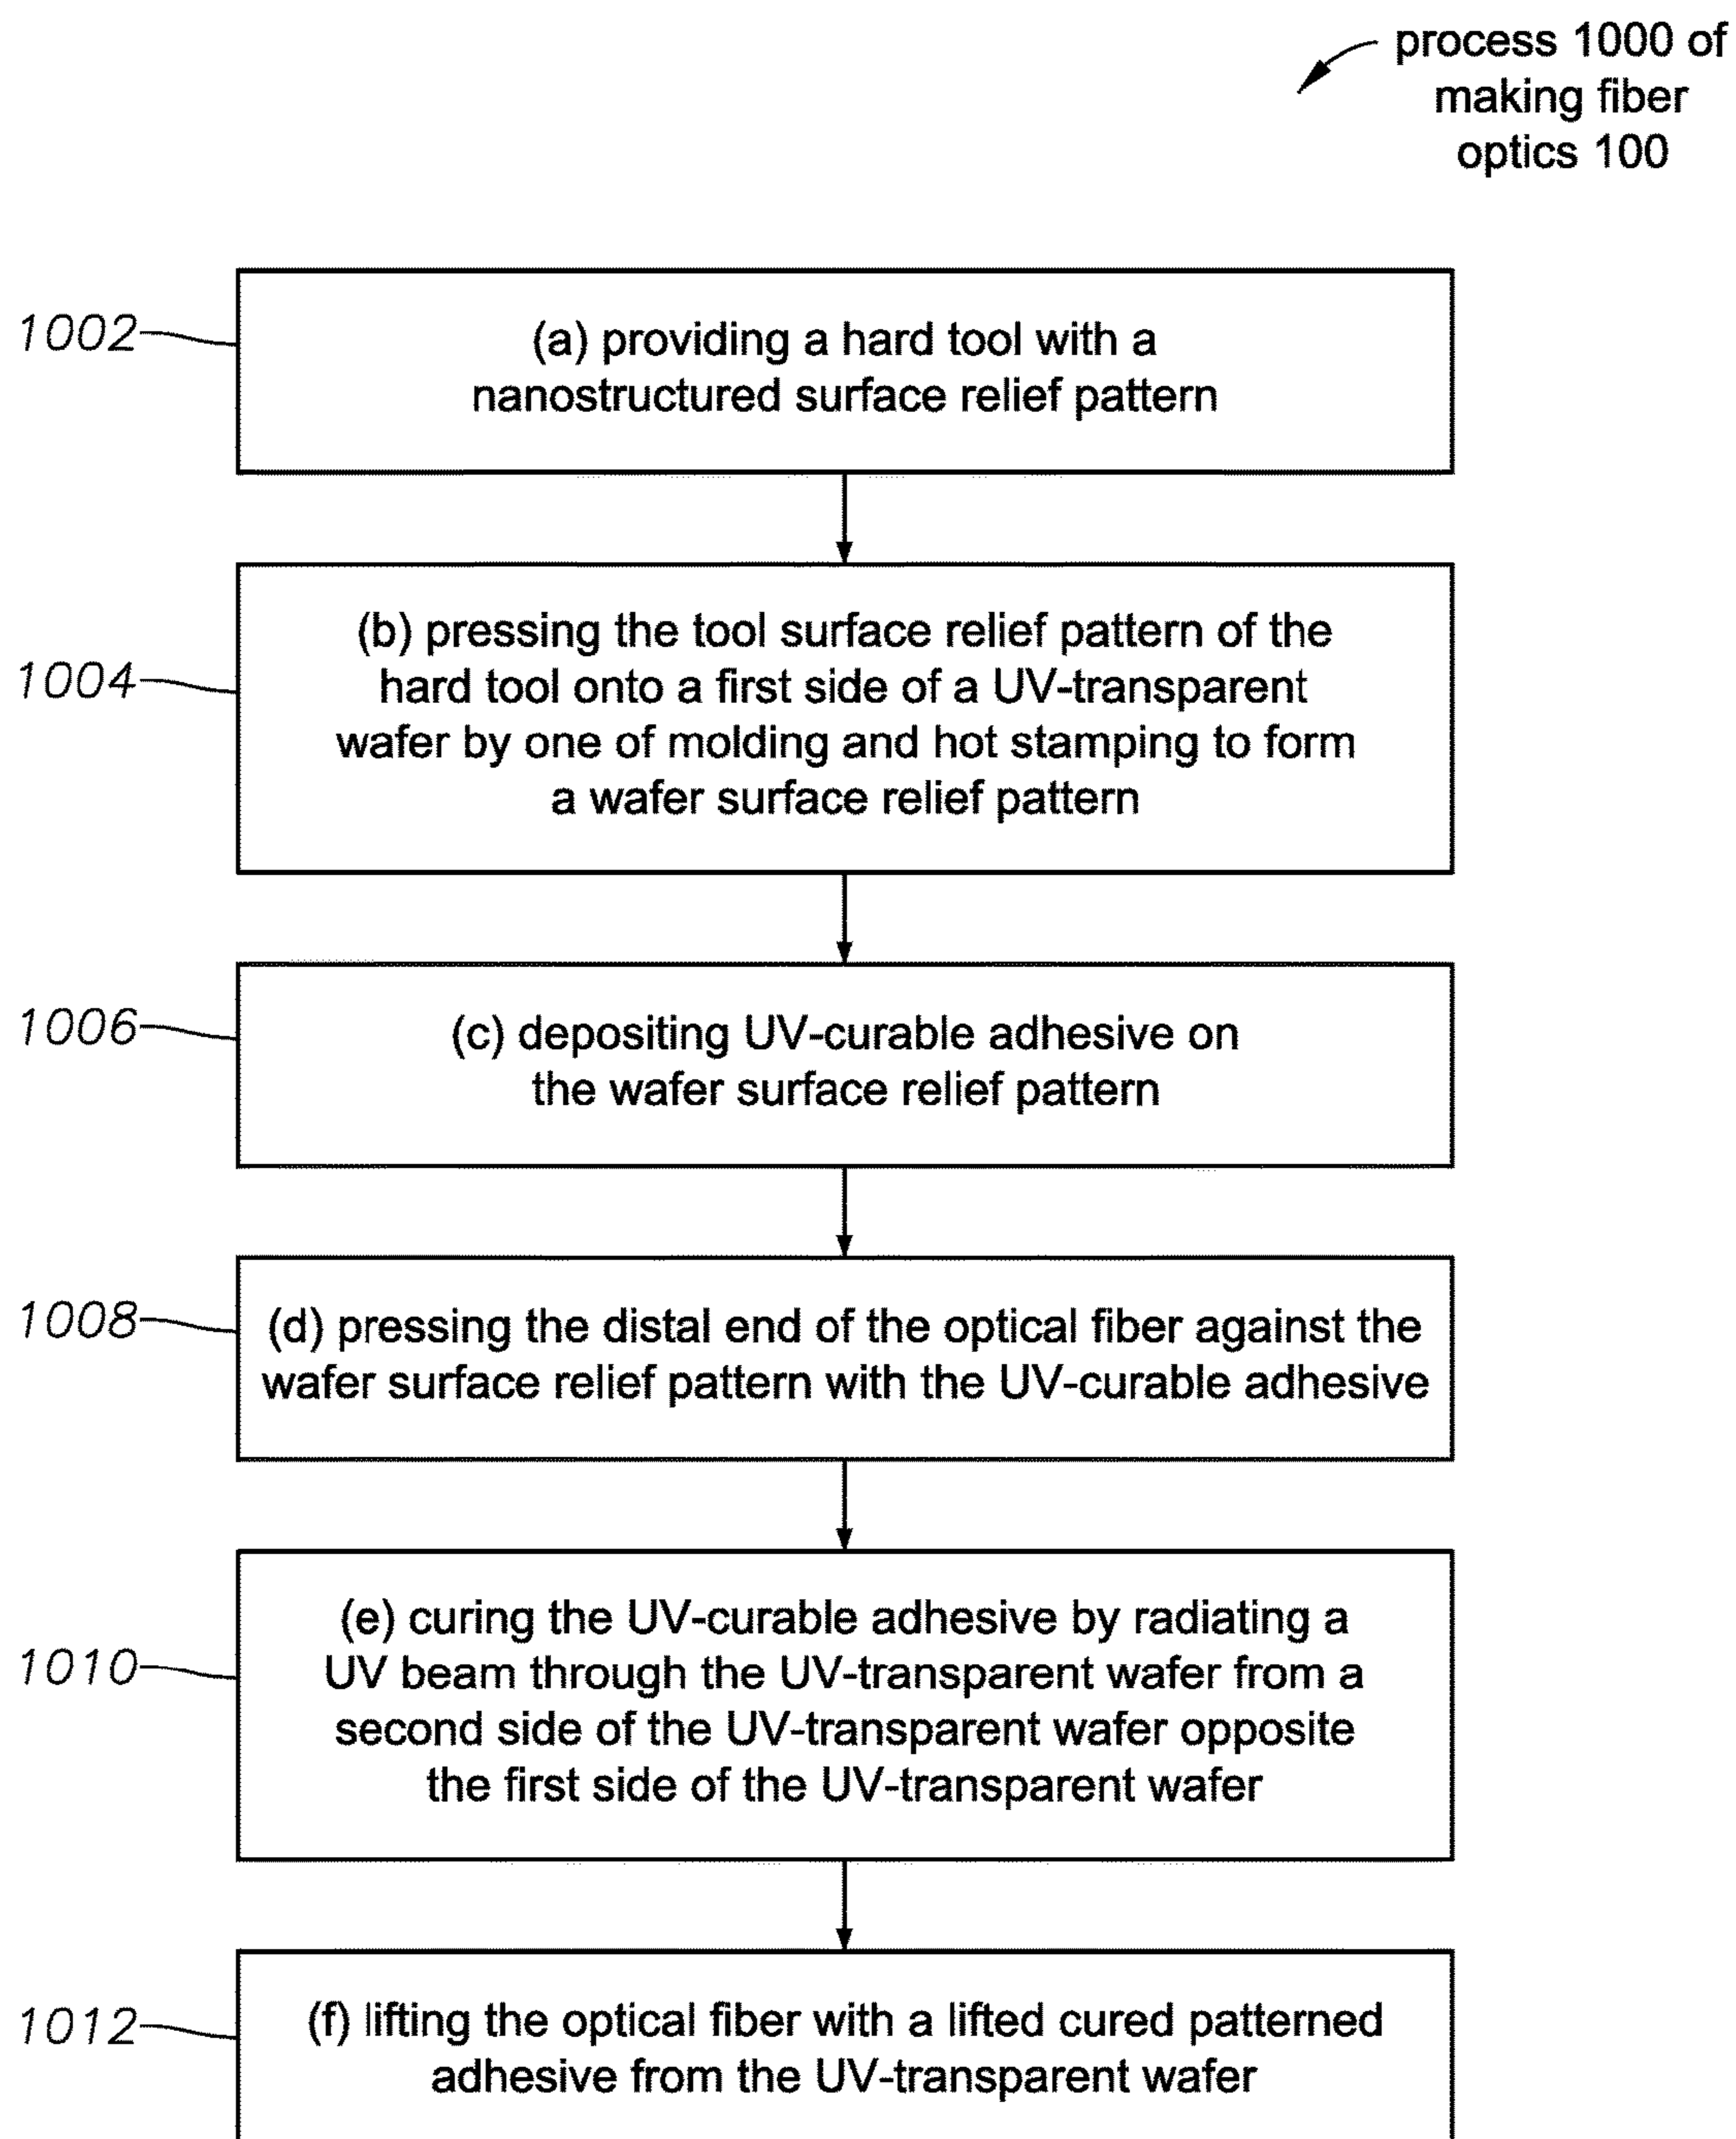 process 1000 of
making fiber
optics 100
1002
(a) providing a hard tool with a
nanostructured surface relief pattern
1004
(b) pressing the tool surface relief pattern of the
hard tool onto a first side of a UV-transparent
wafer by one of molding and hot stamping to form
a wafer surface relief pattern
1006
(c) depositing UV-curable adhesive on
the wafer surface relief pattern
1008
(d) pressing the distal end of the optical fiber against the
wafer surface relief pattern with the UV-curable adhesive
1010
(e) curing the UV-curable adhesive by radiating a
UV beam through the UV-transparent wafer from a
second side of the UV-transparent wafer opposite
the first side of the UV-transparent wafer
1012
(f) lifting the optical fiber with a lifted cured patterned
adhesive from the UV-transparent wafer